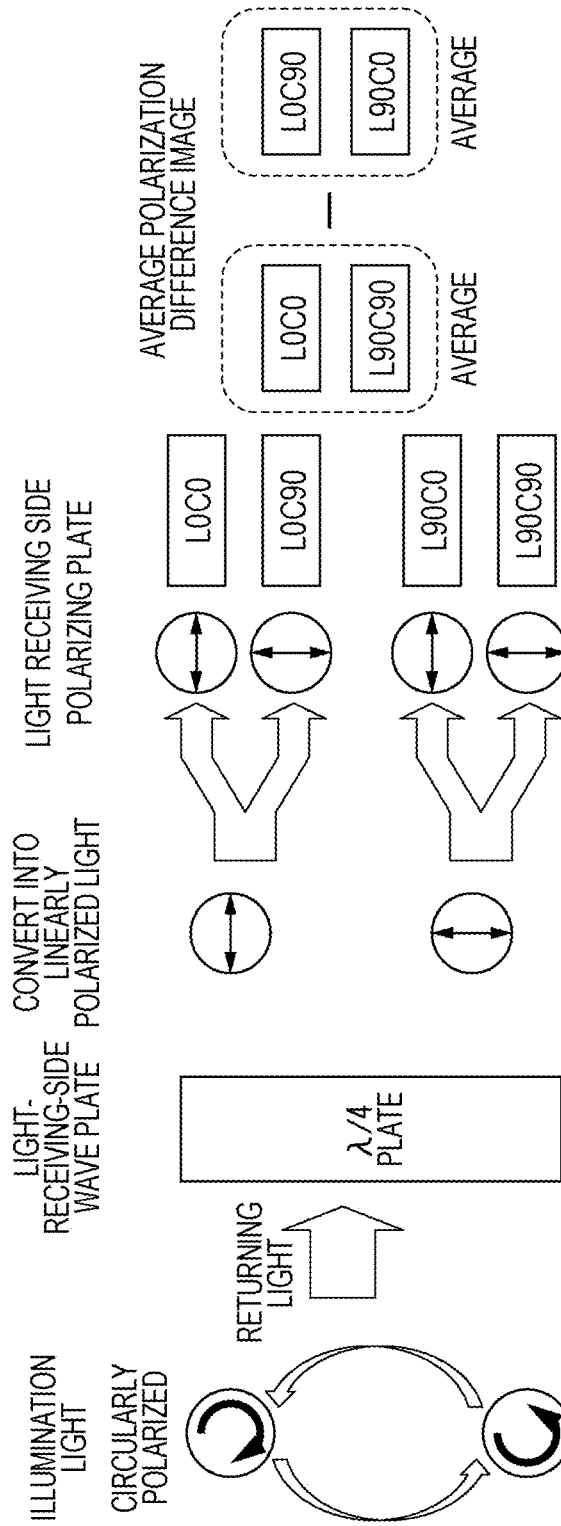 ILLUMINATION
LIGHT
CIRCULARLY
POLARIZED
RETURNING
LIGHT
LIGHT-
RECEIVING-SIDE
WAVE PLATE
λ/4
PLATE
CONVERT INTO
LINEARLY
POLARIZED LIGHT
LIGHT RECEIVING SIDE
POLARIZING PLATE
L0C0
L0C90
L90C0
L90C90
AVERAGE POLARIZATION
DIFFERENCE IMAGE
L0C0
L90C90
AVERAGE
—
L0C90
L90C0
AVERAGE